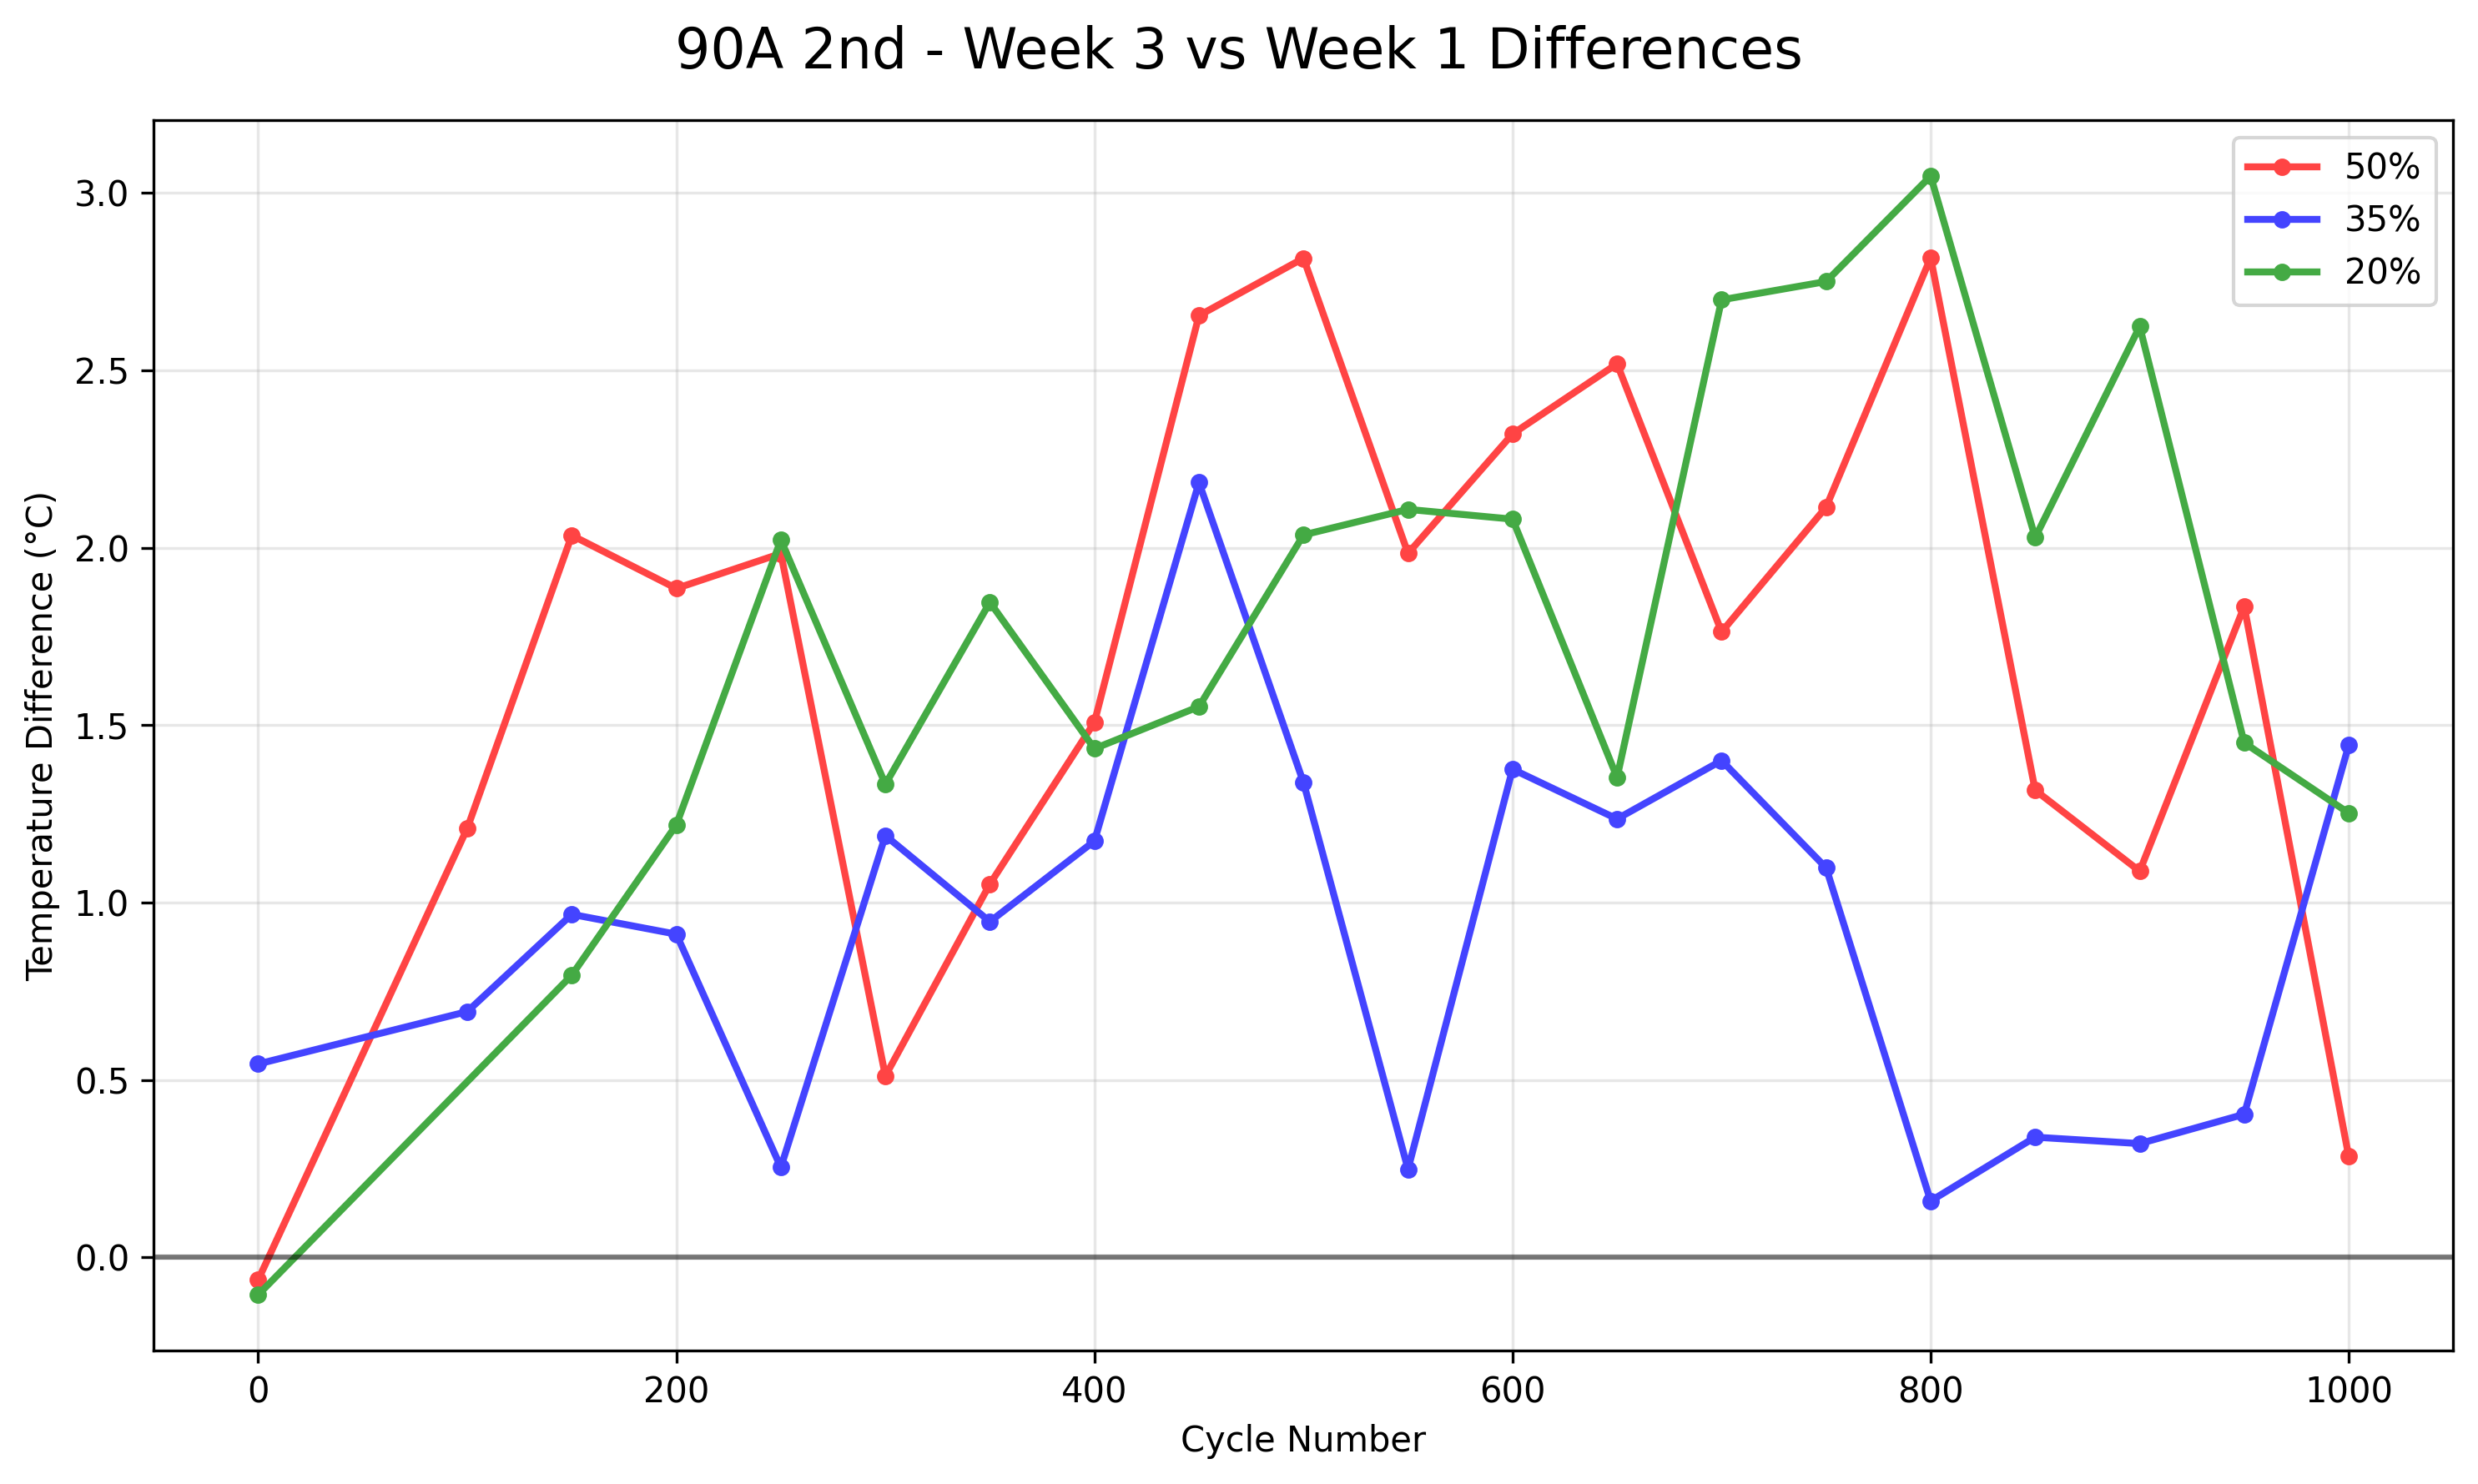 90A 2nd - Week 3 vs Week 1 Differences
50%
35%
20%
3.0
2.5
2.0
1.5
1.0
0.5
0.0
Temperature Difference (°C)
0 200 400 600 800 1000
Cycle Number